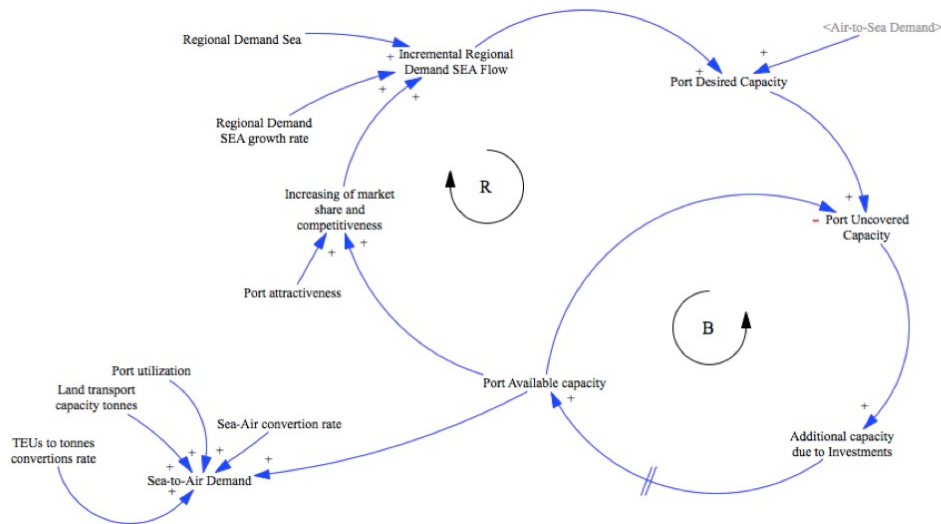 Regional Demand Sea
<Air-to-Sea Demand>
+
Incremental Regional
Demand SEA Flow
+
+
+
+
+
Port Desired Capacity
Regional Demand
SEA growth rate
Increasing of market
share and
competitiveness
R
+
- Port Uncovered
Capacity
+
+
Port attractiveness
B
Port utilization
Port Available capacity
+
Land transport
capacity tonnes
+
Sea-Air convertion rate
Additional capacity
due to Investments
TEUs to tonnes
convertions rate
+
+
+
+
+
Sea-to-Air Demand